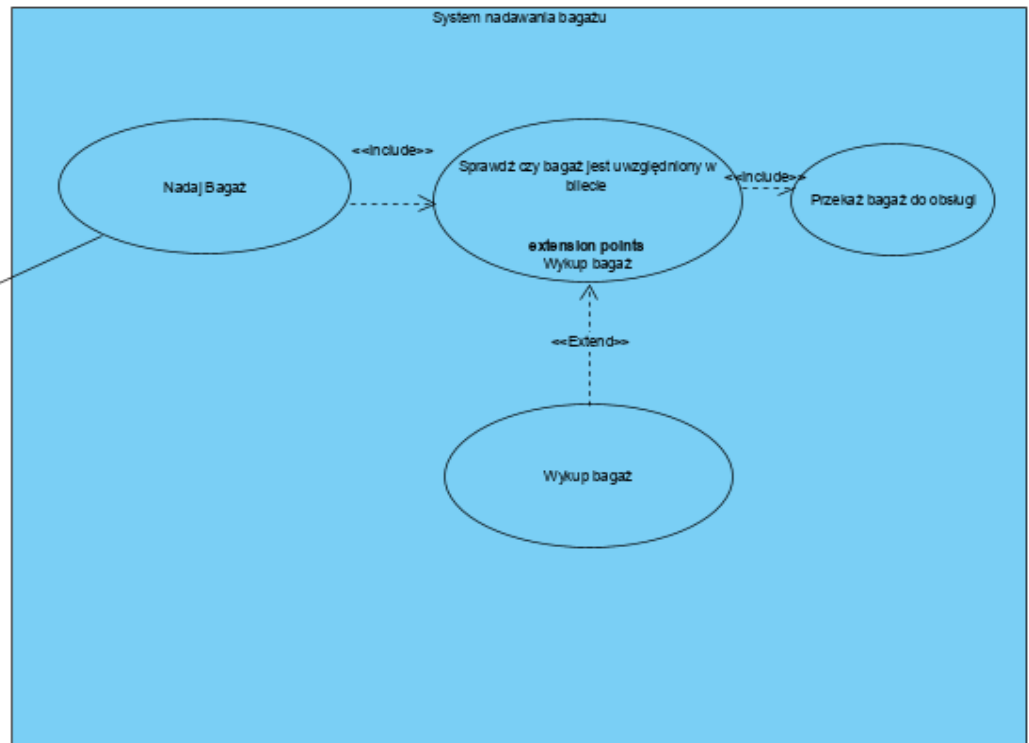 System nadawania bagażu
Nadaj Bagaż
<<Include>>
Sprawdź czy bagaż jest uwzględniony w
bilecie
extension points
Wykup bagaż
<<Include>>
Przekaż bagaż do obsługi
<<Extend>>
Wykup bagaż